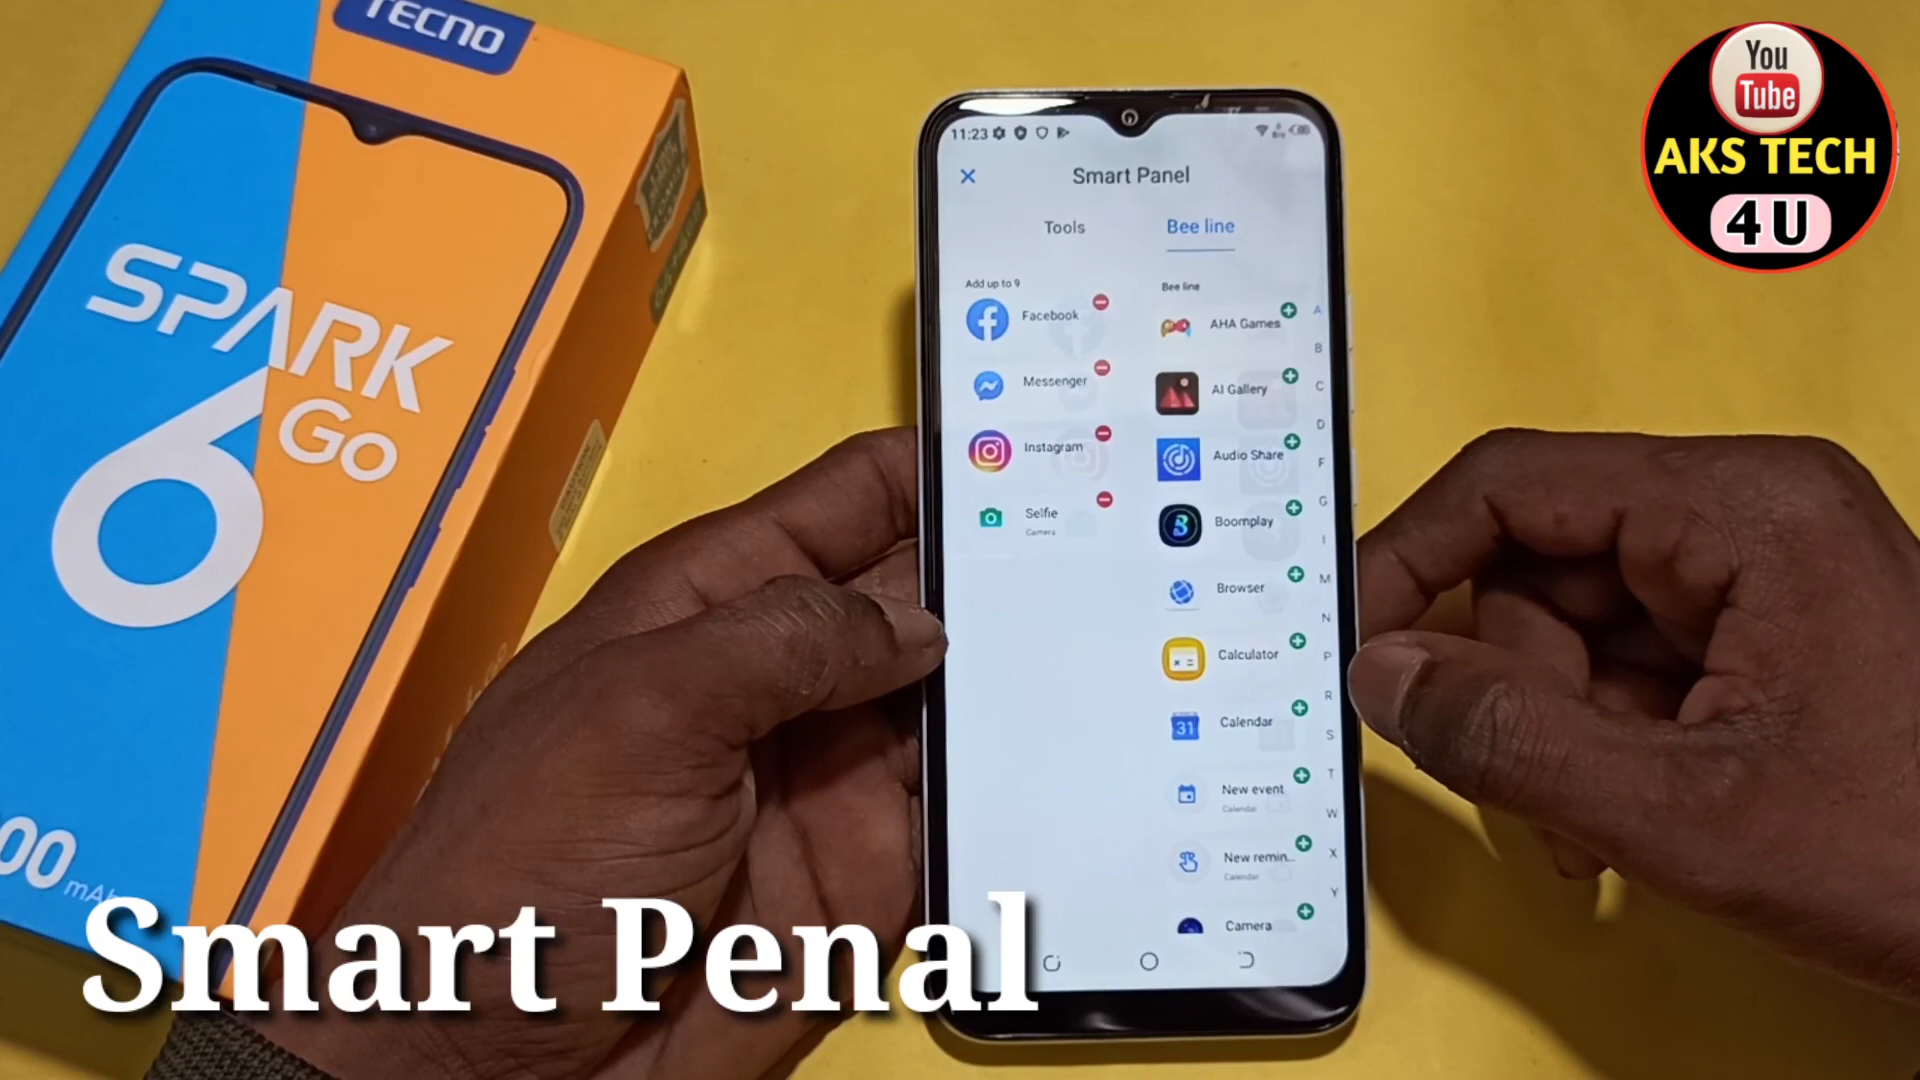 TECNO
SPARK
6
GO
00 mAh
You
Tube
AKS TECH
4U
11:23
Smart Panel
Tools
Bee line
Add up to 9
Bee line
Facebook
Messenger
Instagram
Selfie
Camera
AHA Games
AI Gallery
Audio Share
Boomplay
Browser
Calculator
31
Calendar
New event
Calendar
New remin...
Calendar
Camera
A
B
C
D
F
G
I
M
N
P
R
S
T
W
X
Y
Smart Penal